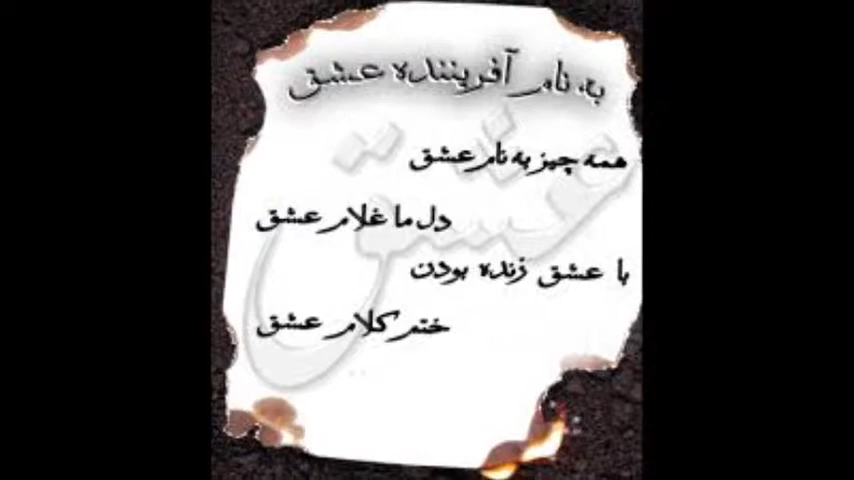 به نام آفریننده عشق
عشق
همه چیز به نام عشق
دل ما غلام عشق
با عشق زنده بودن
ختم کلام عشق